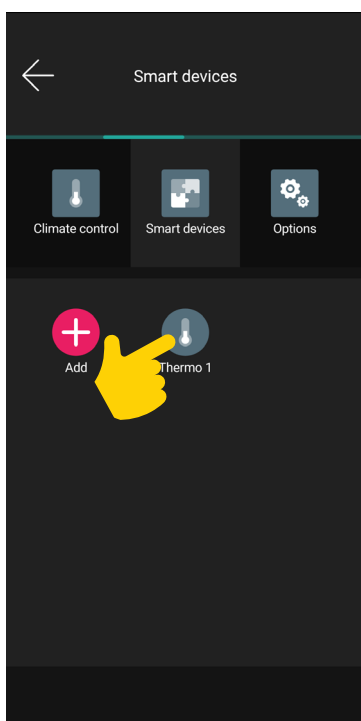 Smart devices
Climate control
Smart devices
Options
Add
Thermo 1